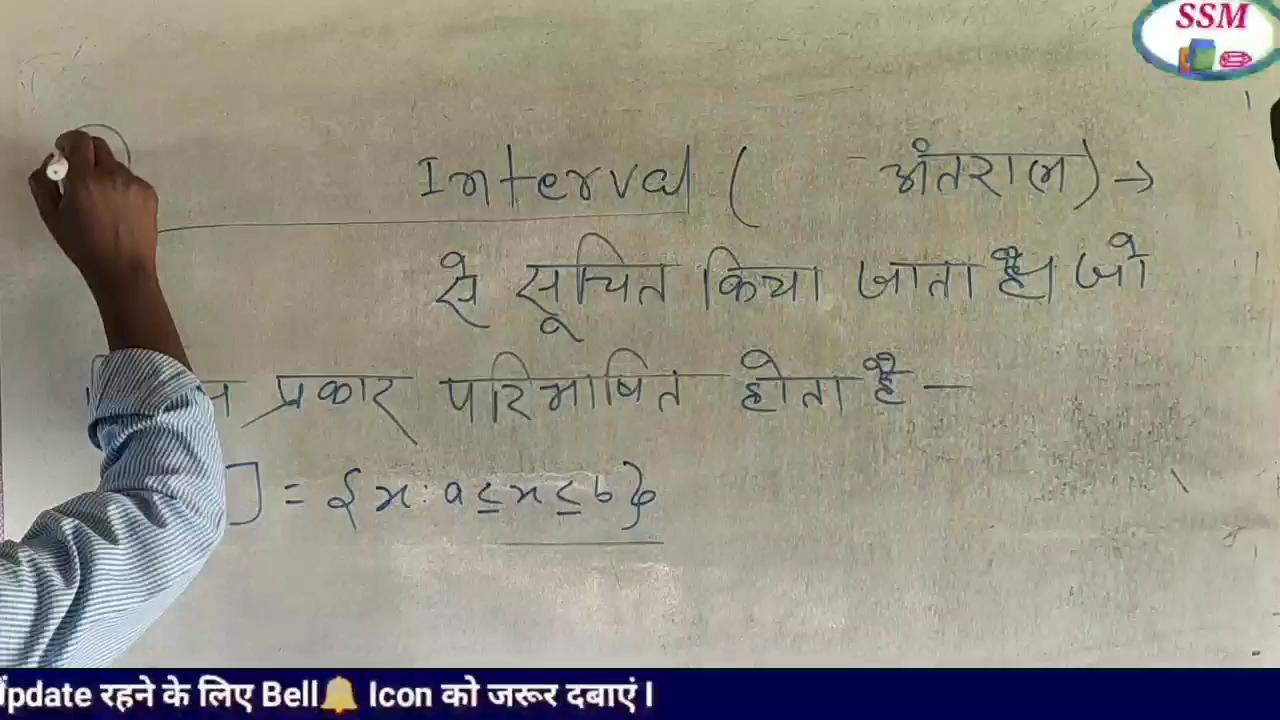 SSM
Interval ( अंतराल) →
से सूचित किया जाता है। जो
प्रकार परिभाषित होता है –
] = {x : a ≤ x ≤ b}
Update रहने के लिए Bell🔔 Icon को जरूर दबाएं।